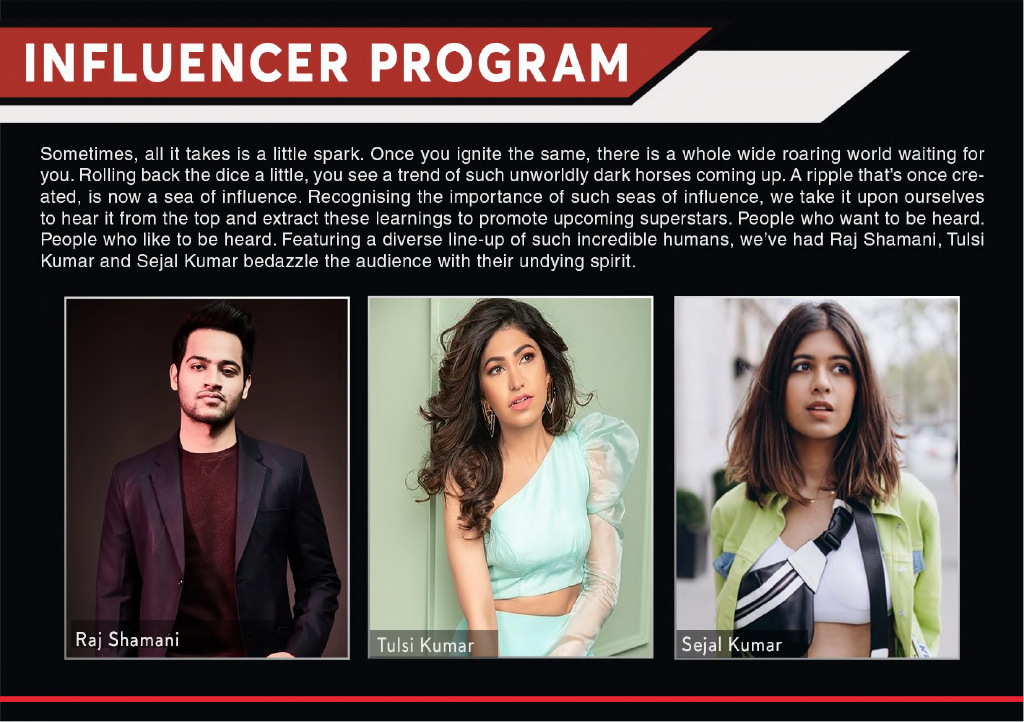 INFLUENCER PROGRAM
Sometimes, all it takes is a little spark. Once you ignite the same, there is a whole wide roaring world waiting for
you. Rolling back the dice a little, you see a trend of such unworldly dark horses coming up. A ripple that's once cre-
ated, is now a sea of influence. Recognising the importance of such seas of influence, we take it upon ourselves
to hear it from the top and extract these learnings to promote upcoming superstars. People who want to be heard.
People who like to be heard. Featuring a diverse line-up of such incredible humans, we've had Raj Shamani, Tulsi
Kumar and Sejal Kumar bedazzle the audience with their undying spirit.
Raj Shamani
Tulsi Kumar
Sejal Kumar